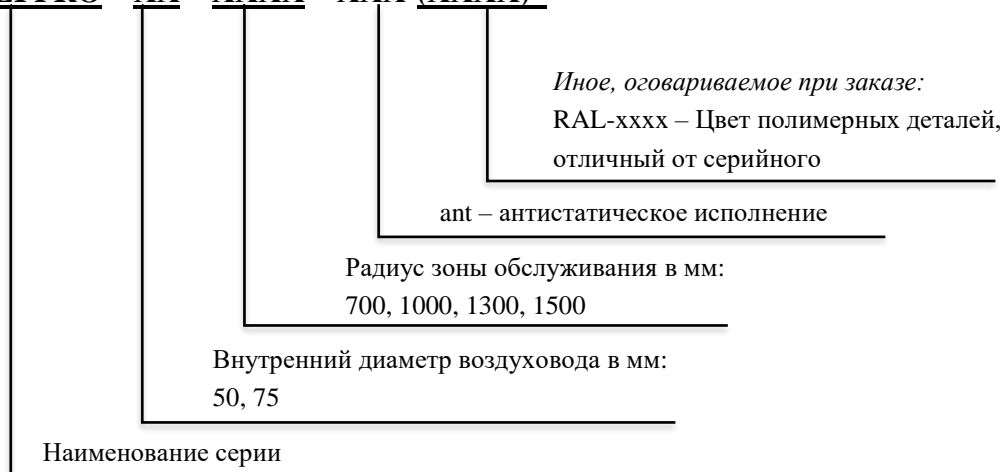 Иное, оговариваемое при заказе:
RAL-xxxx – Цвет полимерных деталей,
отличный от серийного
ant – антистатическое исполнение
Радиус зоны обслуживания в мм:
700, 1000, 1300, 1500
Внутренний диаметр воздуховода в мм:
50, 75
Наименование серии